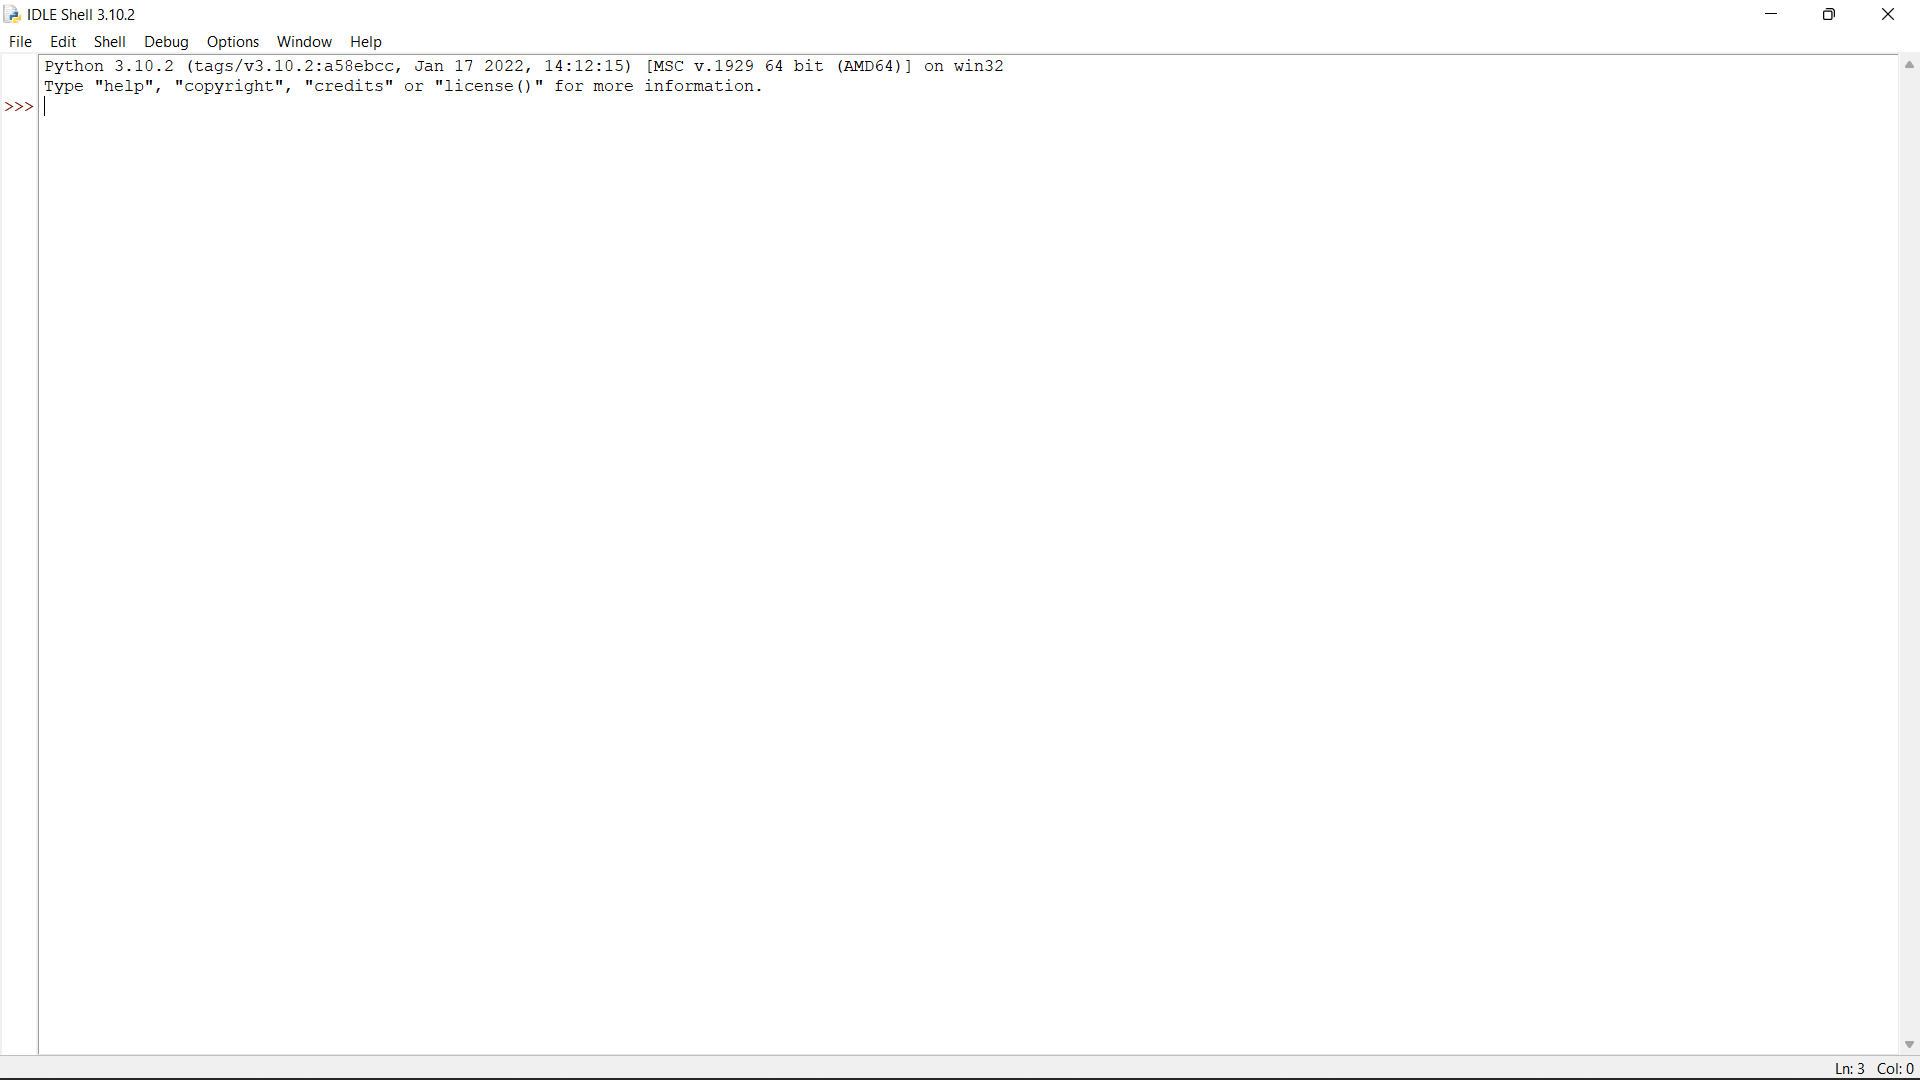 IDLE Shell 3.10.2
File Edit Shell Debug Options Window Help
Python 3.10.2 (tags/v3.10.2:a58ebcc, Jan 17 2022, 14:12:15) [MSC v.1929 64 bit (AMD64)] on win32
Type "help", "copyright", "credits" or "license()" for more information.
>>>
Ln: 3 Col: 0